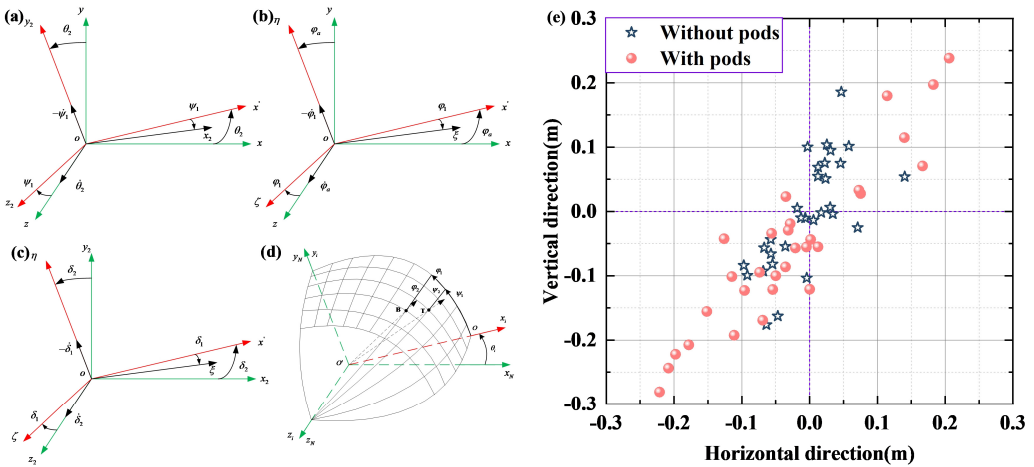 (a)
y₂
y
θ₂
−ψ̇₁
ψ₁
x'
o
x₂
θ₂
x
ψ₁
θ̇₂
z₂
z
(b)
η
y
φₐ
−φ̇₁
φ₁
x'
o
ξ
φₐ
x
φ₁
φ̇ₐ
ζ
z
(c)
η
y₂
δ₂
−δ̇₁
δ₁
x'
o
ξ
δ₂
x₂
δ₁
δ̇₂
ζ
z₂
(d)
y_N
y_i
φ₁
φ₂
ψ₂
ψ₁
B
T
O
x_i
O'
θ_i
x_N
z_i
z_N
(e)
Without pods
With pods
Vertical direction(m)
0.3
0.2
0.1
0.0
-0.1
-0.2
-0.3
-0.3
-0.2
-0.1
0.0
0.1
0.2
0.3
Horizontal direction(m)